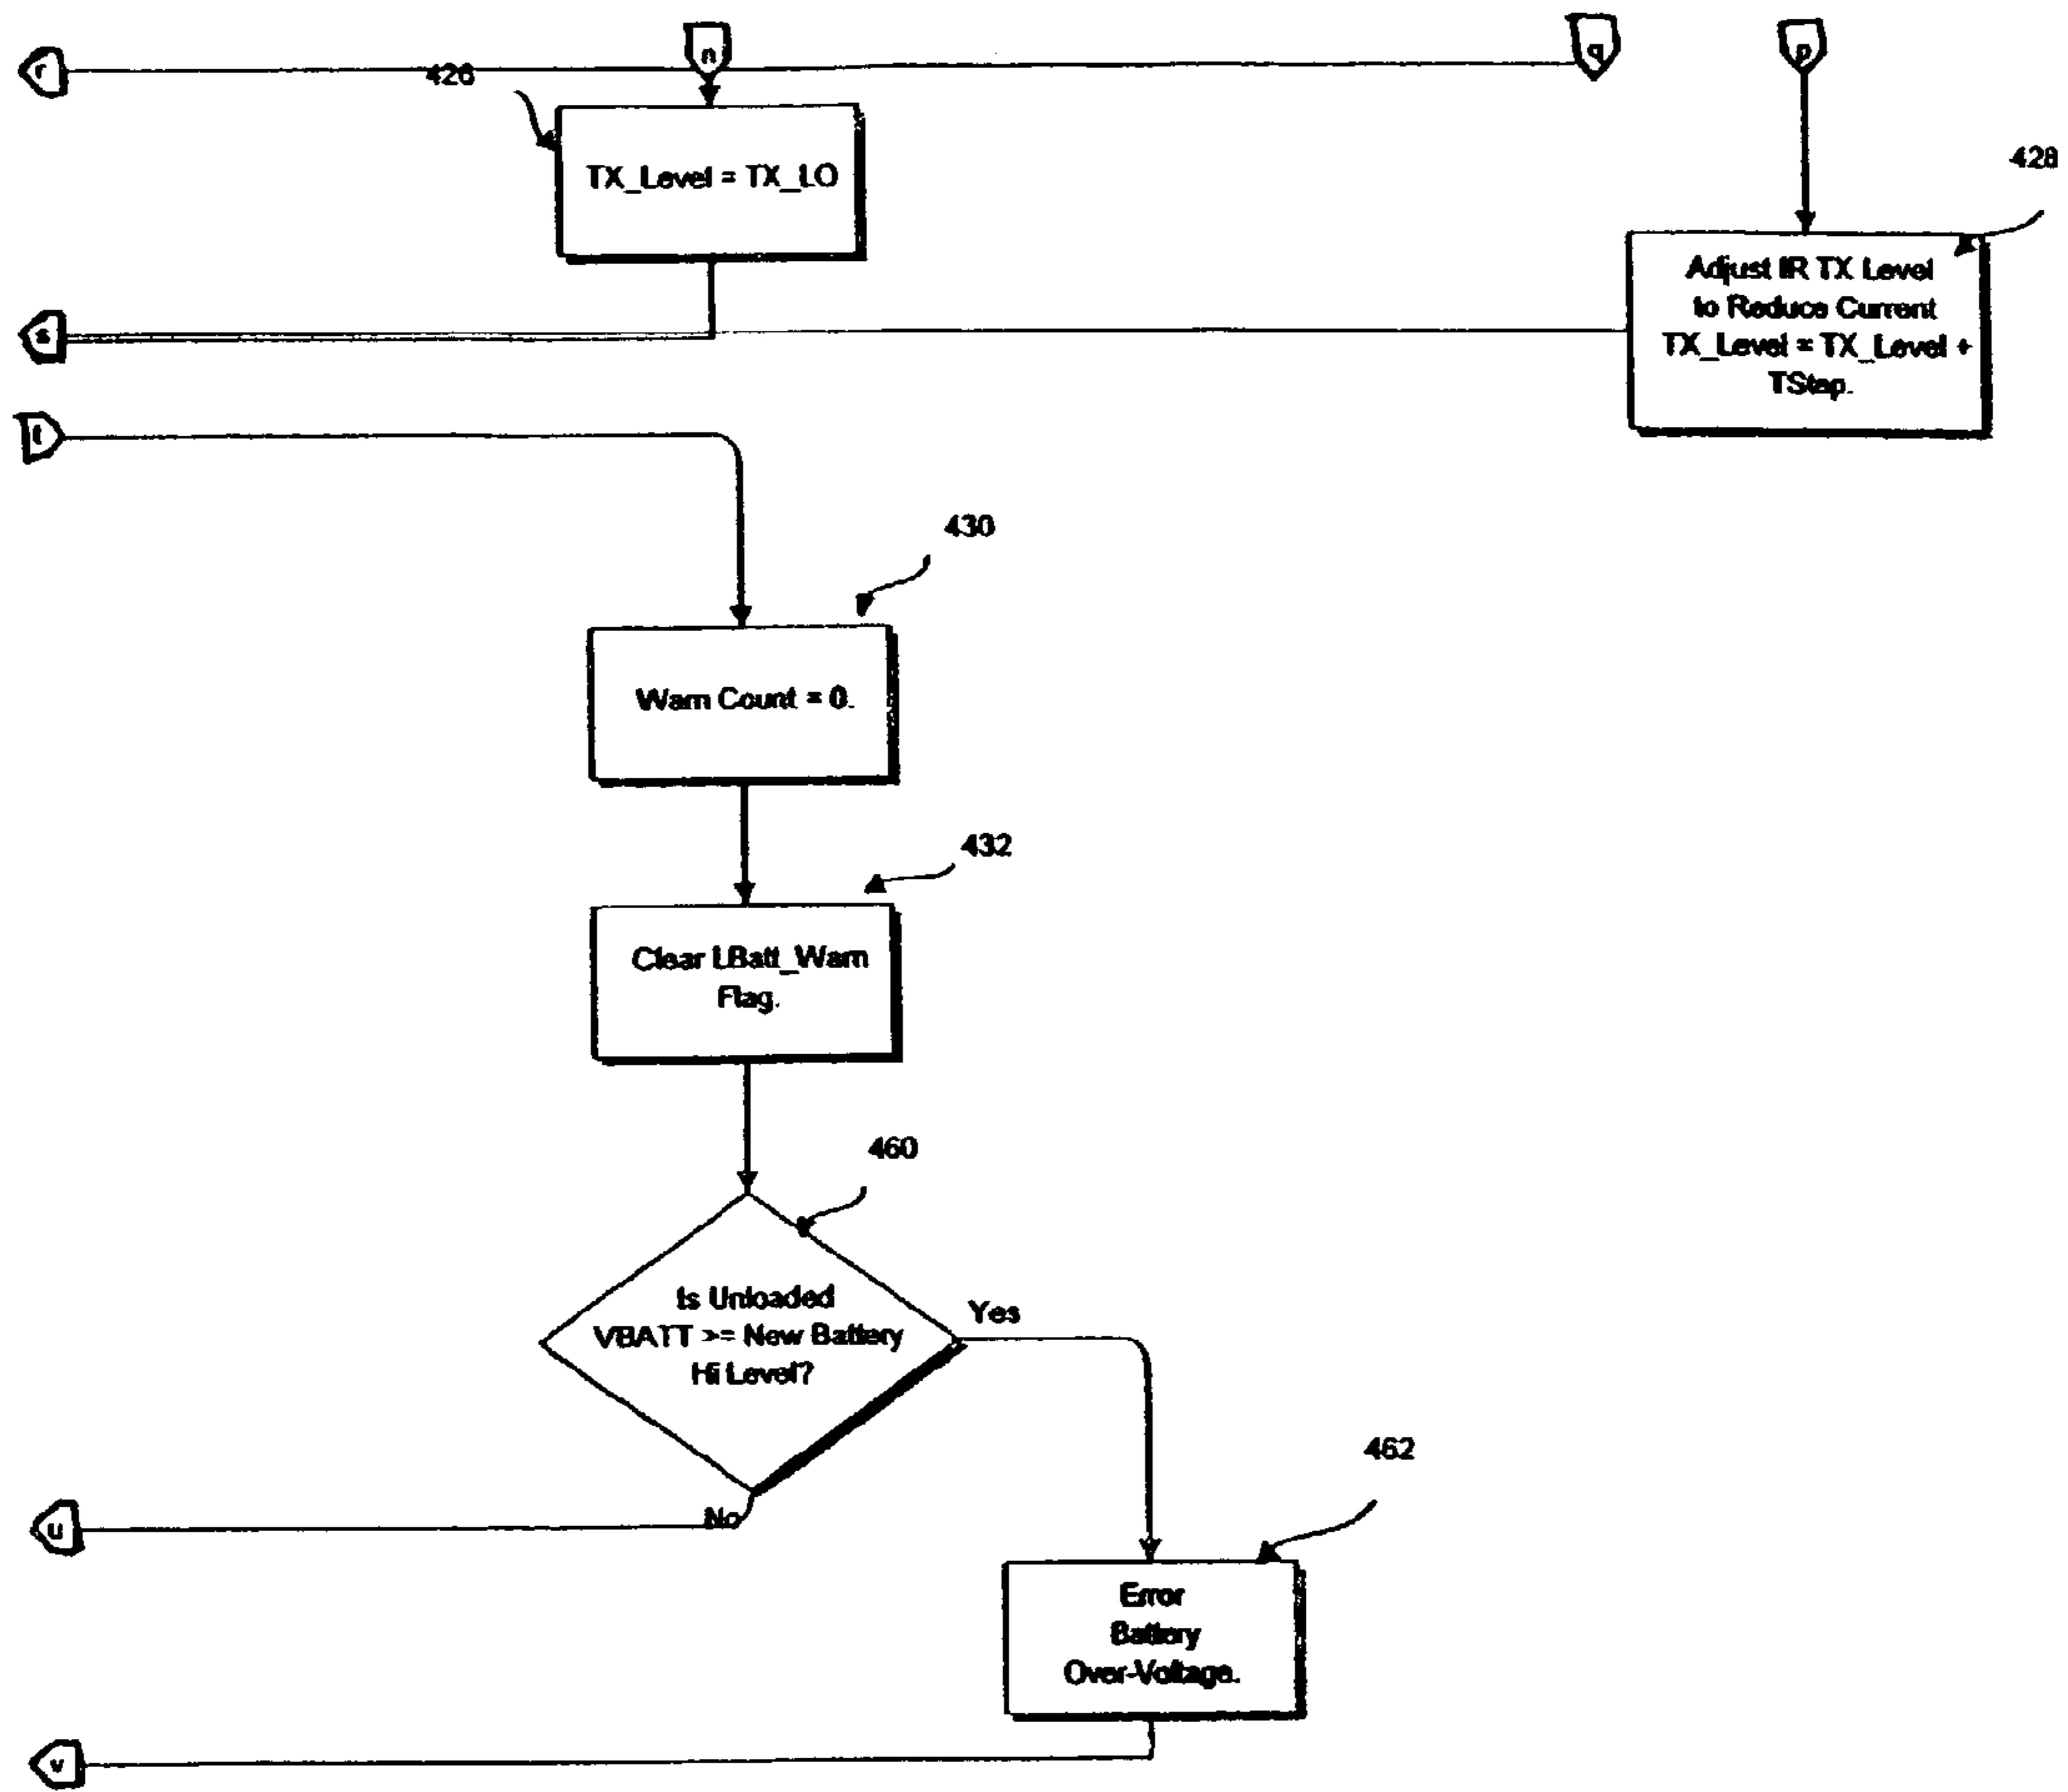 n
q
p
r
426
TX_Level = TX_LO
428
Adjust IR TX Level
to Reduce Current
TX_Level = TX_Level +
TStep.
s
t
430
Warn Count = 0.
432
Clear LBatt_Warn
Flag.
460
Is Unloaded
VBATT >= New Battery
Hi Level?
Yes
No
u
462
Error
Battery
Over-Voltage.
v